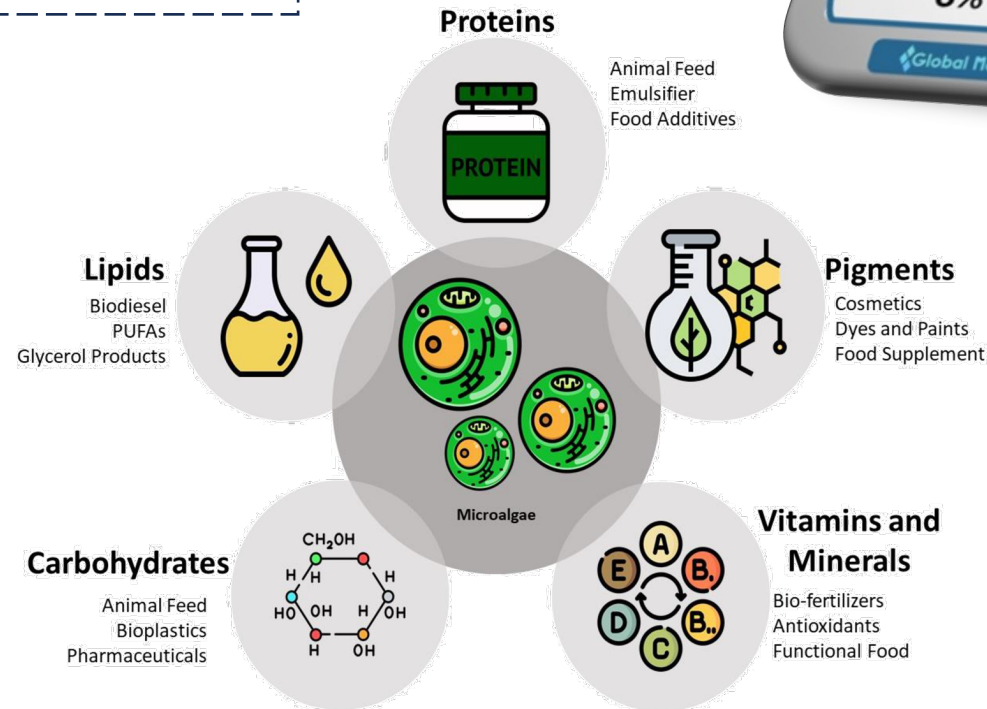 Proteins
Animal Feed
Emulsifier
Food Additives
PROTEIN
Lipids
Biodiesel
PUFAs
Glycerol Products
Pigments
Cosmetics
Dyes and Paints
Food Supplement
Microalgae
Carbohydrates
Animal Feed
Bioplastics
Pharmaceuticals
CH₂OH
H
H
H
HO
OH
H
OH
H
OH
Vitamins and
Minerals
Bio-fertilizers
Antioxidants
Functional Food
A
E
B.
D
B..
C
Global